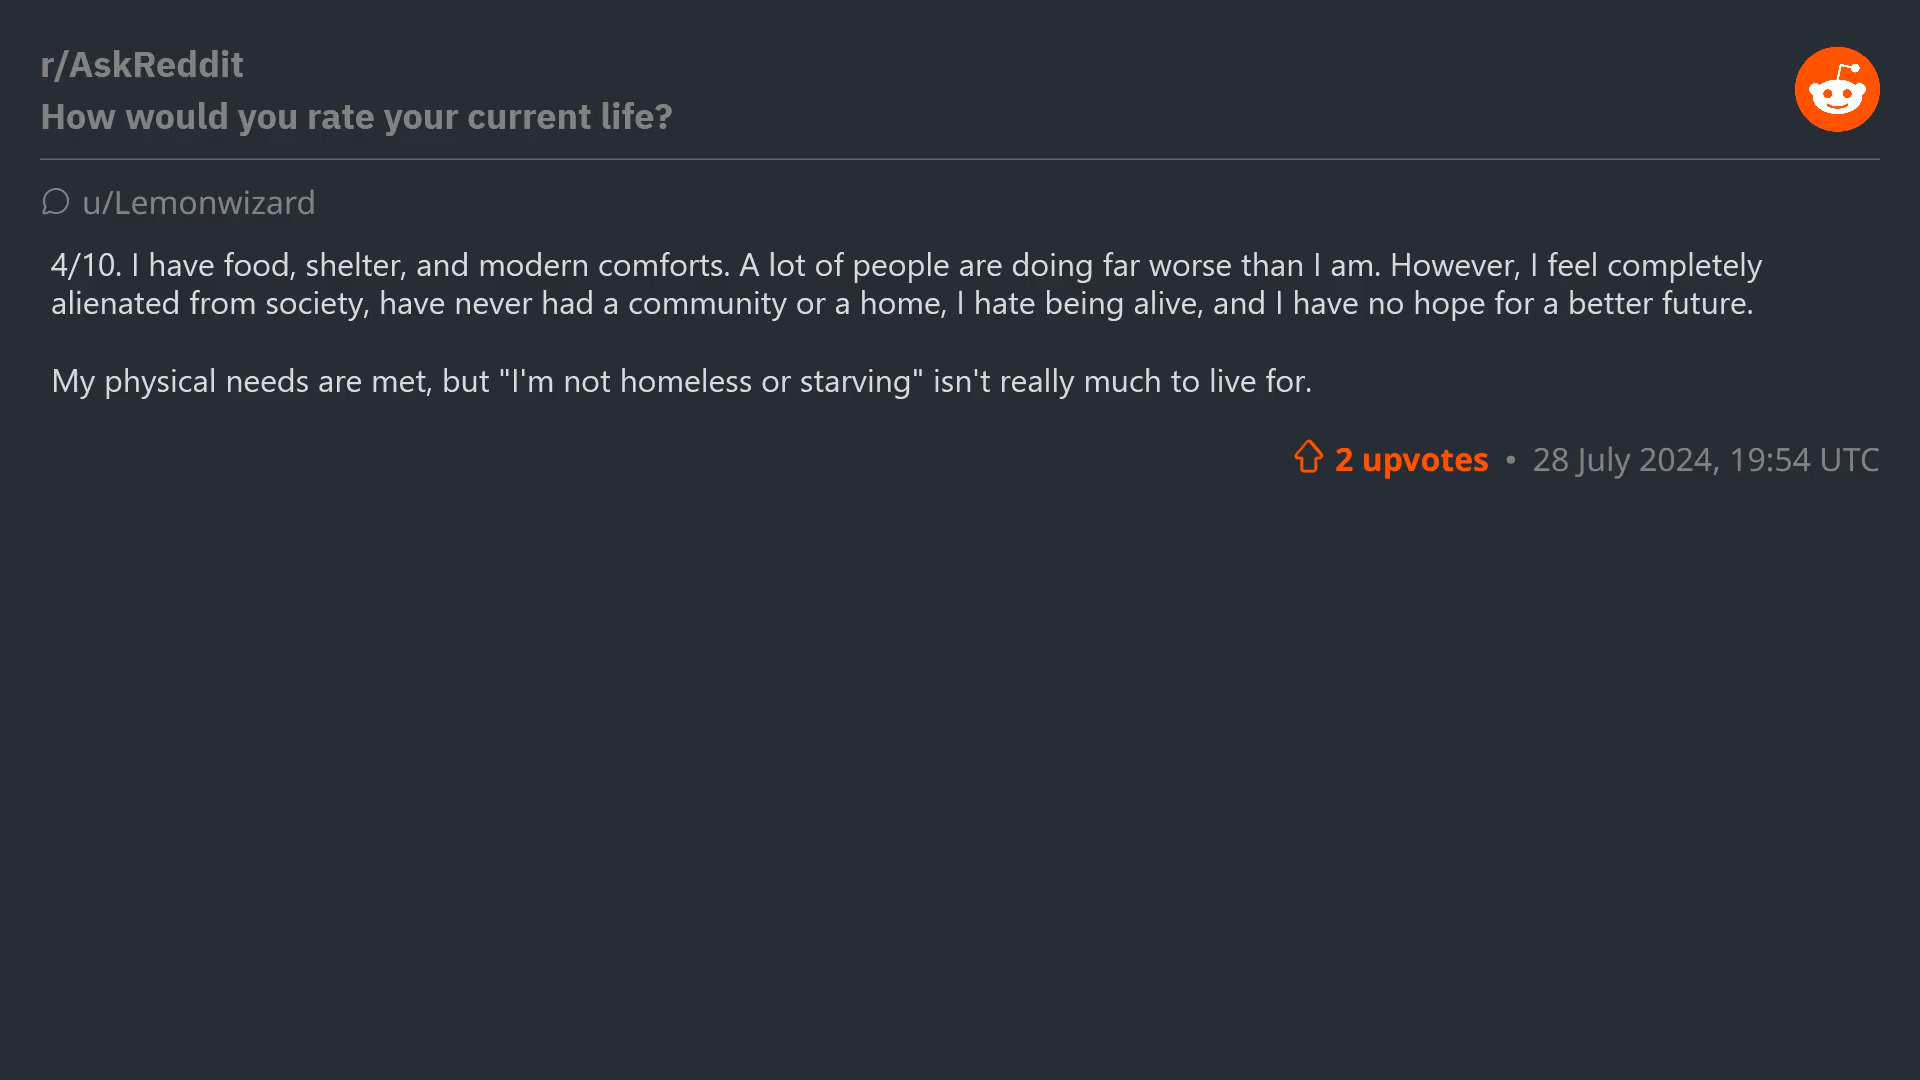 r/AskReddit
How would you rate your current life?
u/Lemonwizard
4/10. I have food, shelter, and modern comforts. A lot of people are doing far worse than I am. However, I feel completely
alienated from society, have never had a community or a home, I hate being alive, and I have no hope for a better future.
My physical needs are met, but "I'm not homeless or starving" isn't really much to live for.
2 upvotes • 28 July 2024, 19:54 UTC